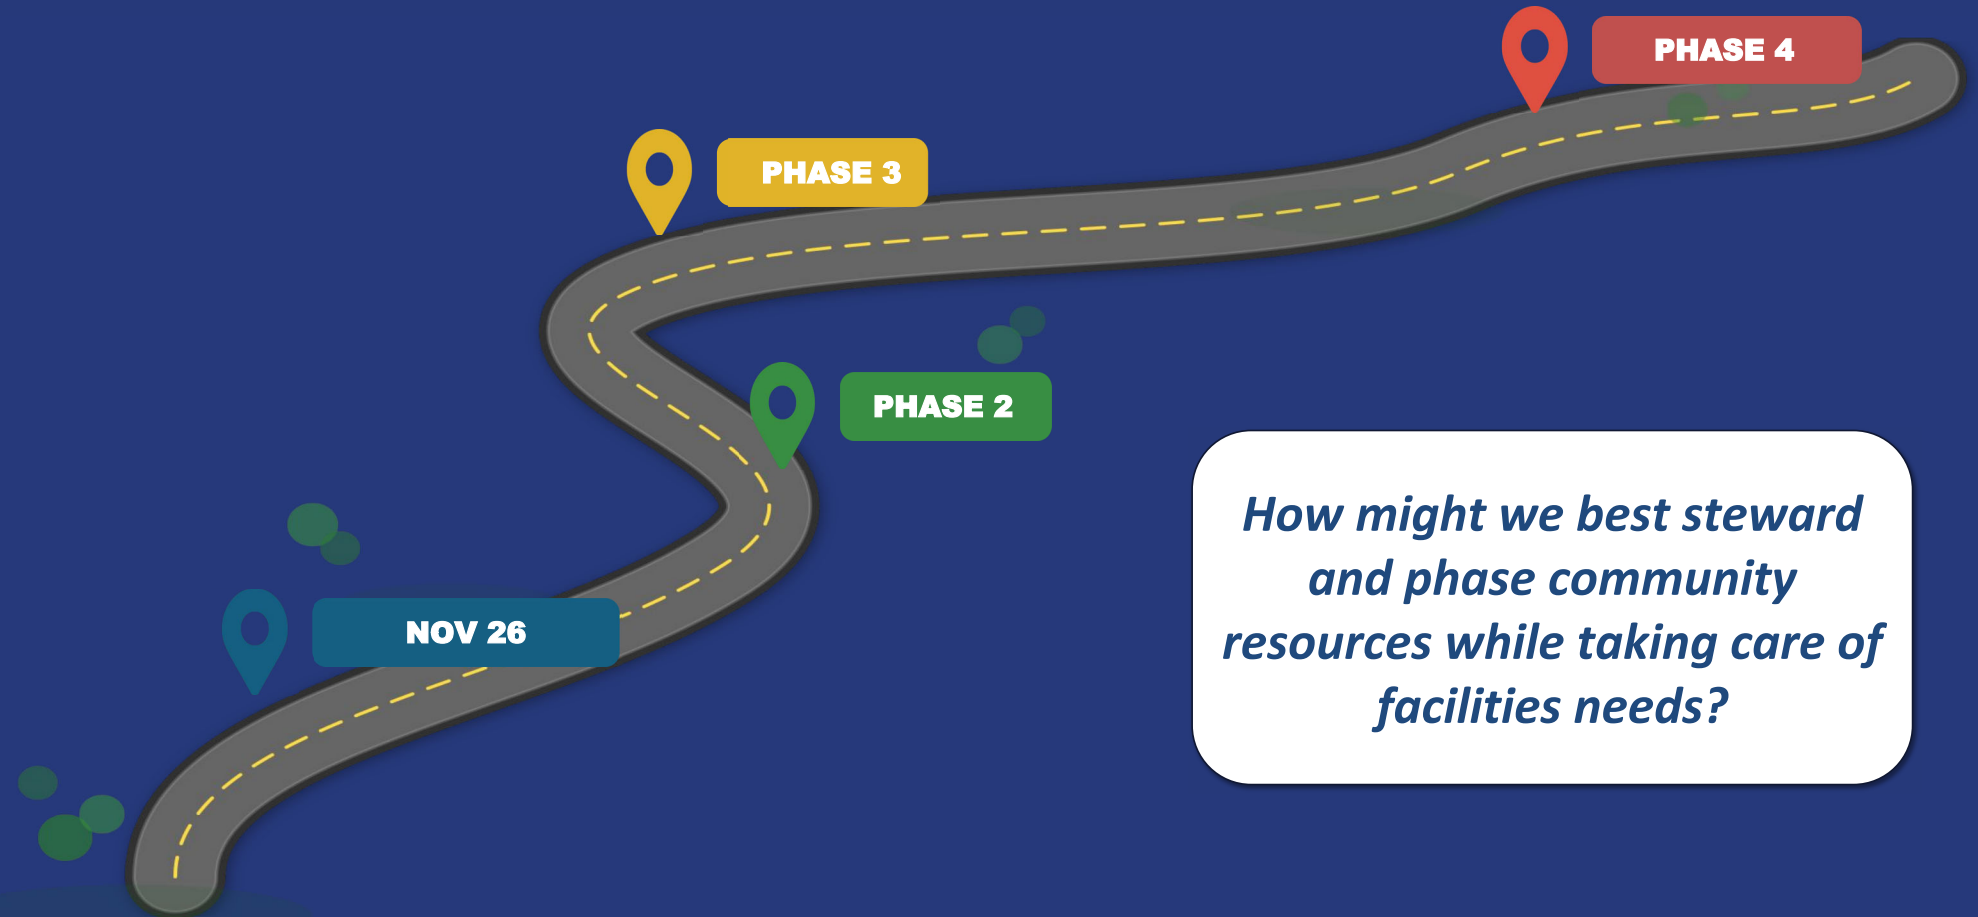 PHASE 4
PHASE 3
PHASE 2
NOV 26
How might we best steward
and phase community
resources while taking care of
facilities needs?